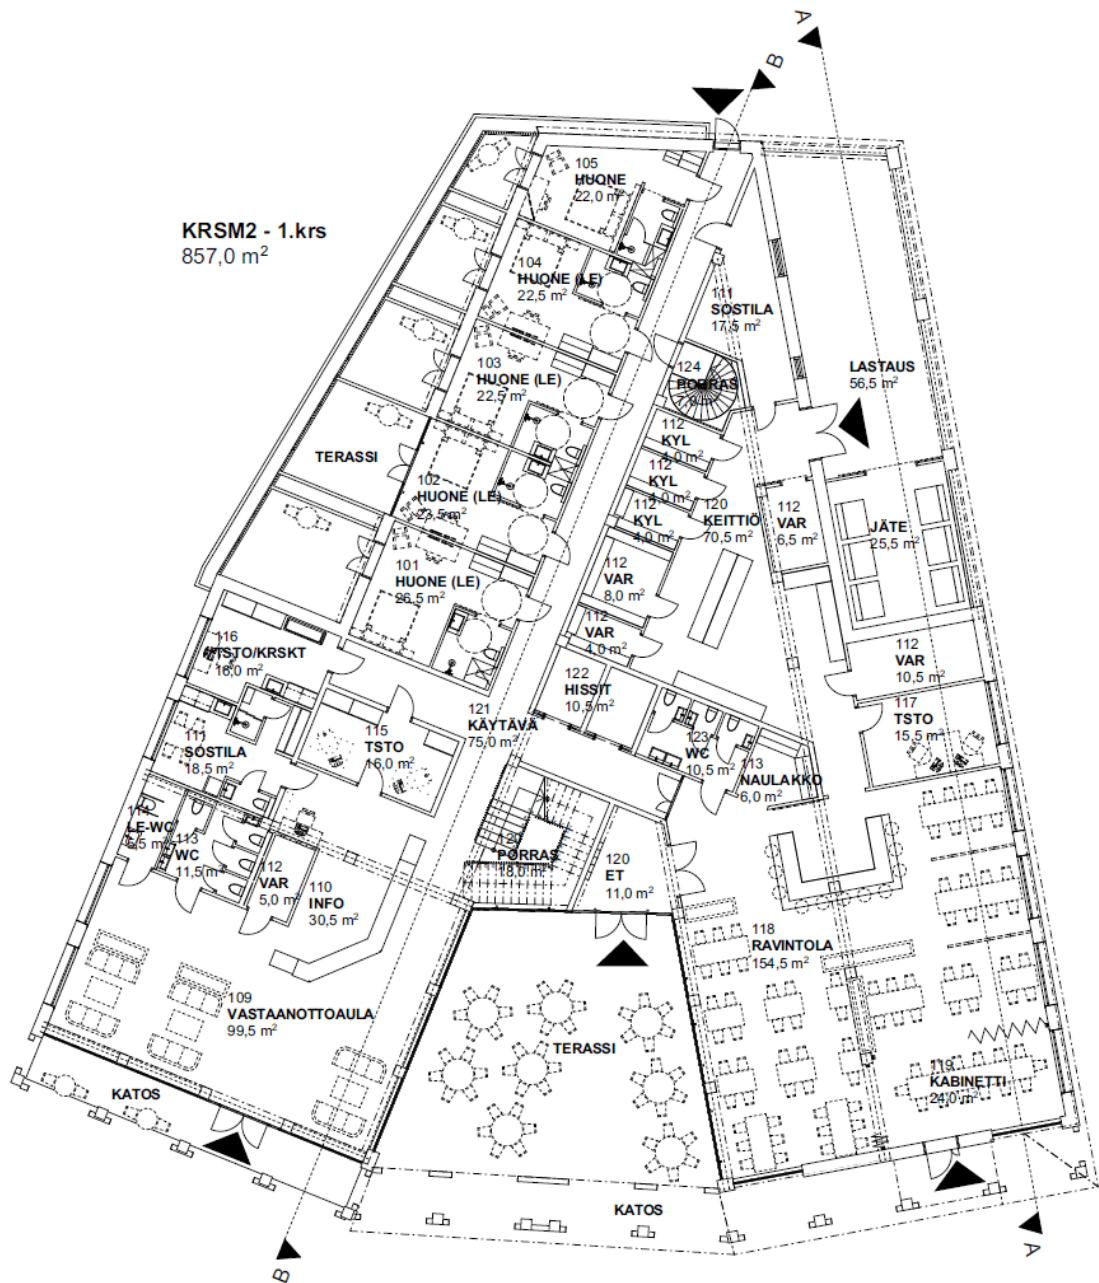 A
B
KRSM2 - 1.krs
857,0 m²
105
HUONE
22,0 m²
104
HUONE (LE)
22,5 m²
111
SOSTILA
17,5 m²
103
HUONE (LE)
22,5 m²
124
PORRAS
LASTAUS
56,5 m²
112
KYL
4,0 m²
TERASSI
112
KYL
4,0 m²
102
HUONE (LE)
23,5 m²
112
KYL
4,0 m²
120
KEITTIÖ
70,5 m²
112
VAR
6,5 m²
JÄTE
25,5 m²
101
HUONE (LE)
26,5 m²
112
VAR
8,0 m²
112
VAR
4,0 m²
116
TSTO/KRSKT
16,0 m²
112
VAR
10,5 m²
122
HISSIT
10,5 m²
121
KÄYTÄVÄ
75,0 m²
117
TSTO
15,5 m²
111
SOSTILA
18,5 m²
115
TSTO
16,0 m²
123
WC
10,5 m²
113
NAULAKKO
6,0 m²
114
LE-WC
5,5 m²
113
WC
11,5 m²
112
VAR
5,0 m²
110
INFO
30,5 m²
120
PORRAS
18,0 m²
120
ET
11,0 m²
118
RAVINTOLA
154,5 m²
109
VASTAANOTTOAULA
99,5 m²
TERASSI
119
KABINETTI
24,0 m²
KATOS
KATOS
B
A